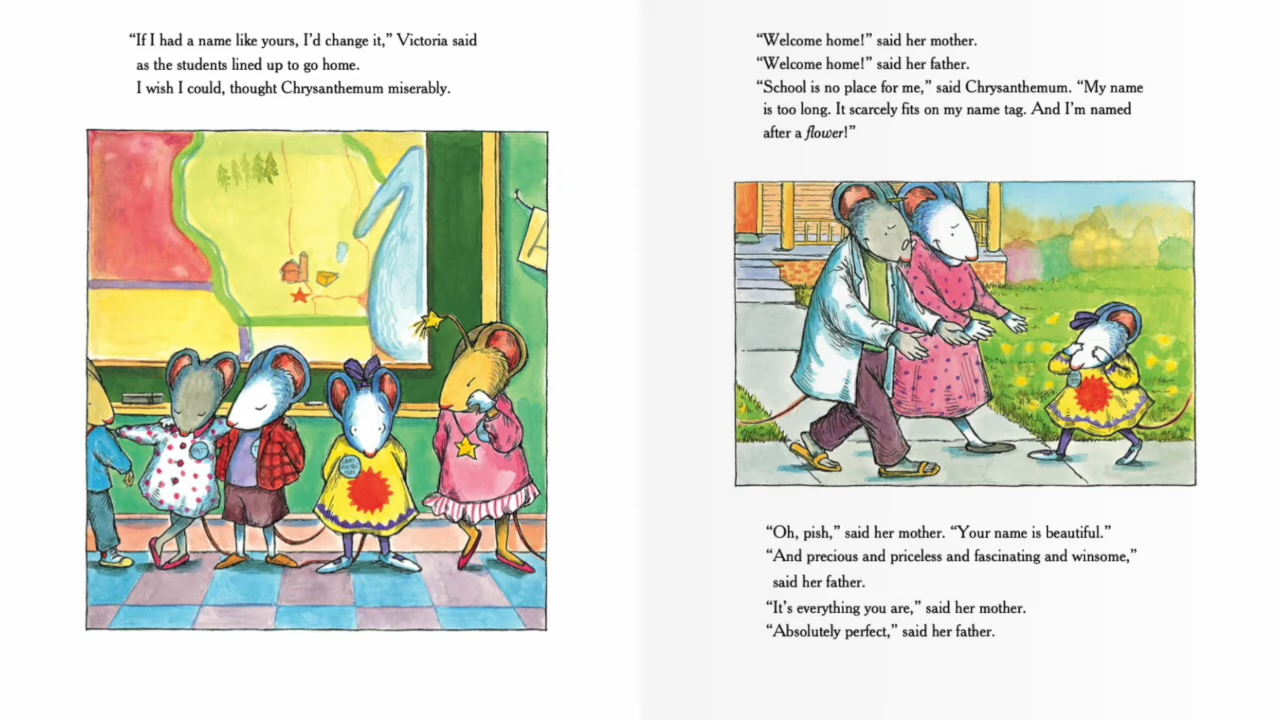 “If I had a name like yours, I’d change it,” Victoria said
as the students lined up to go home.
I wish I could, thought Chrysanthemum miserably.
“Welcome home!” said her mother.
“Welcome home!” said her father.
“School is no place for me,” said Chrysanthemum. “My name
is too long. It scarcely fits on my name tag. And I’m named
after a flower!”
“Oh, pish,” said her mother. “Your name is beautiful.”
“And precious and priceless and fascinating and winsome,”
said her father.
“It’s everything you are,” said her mother.
“Absolutely perfect,” said her father.